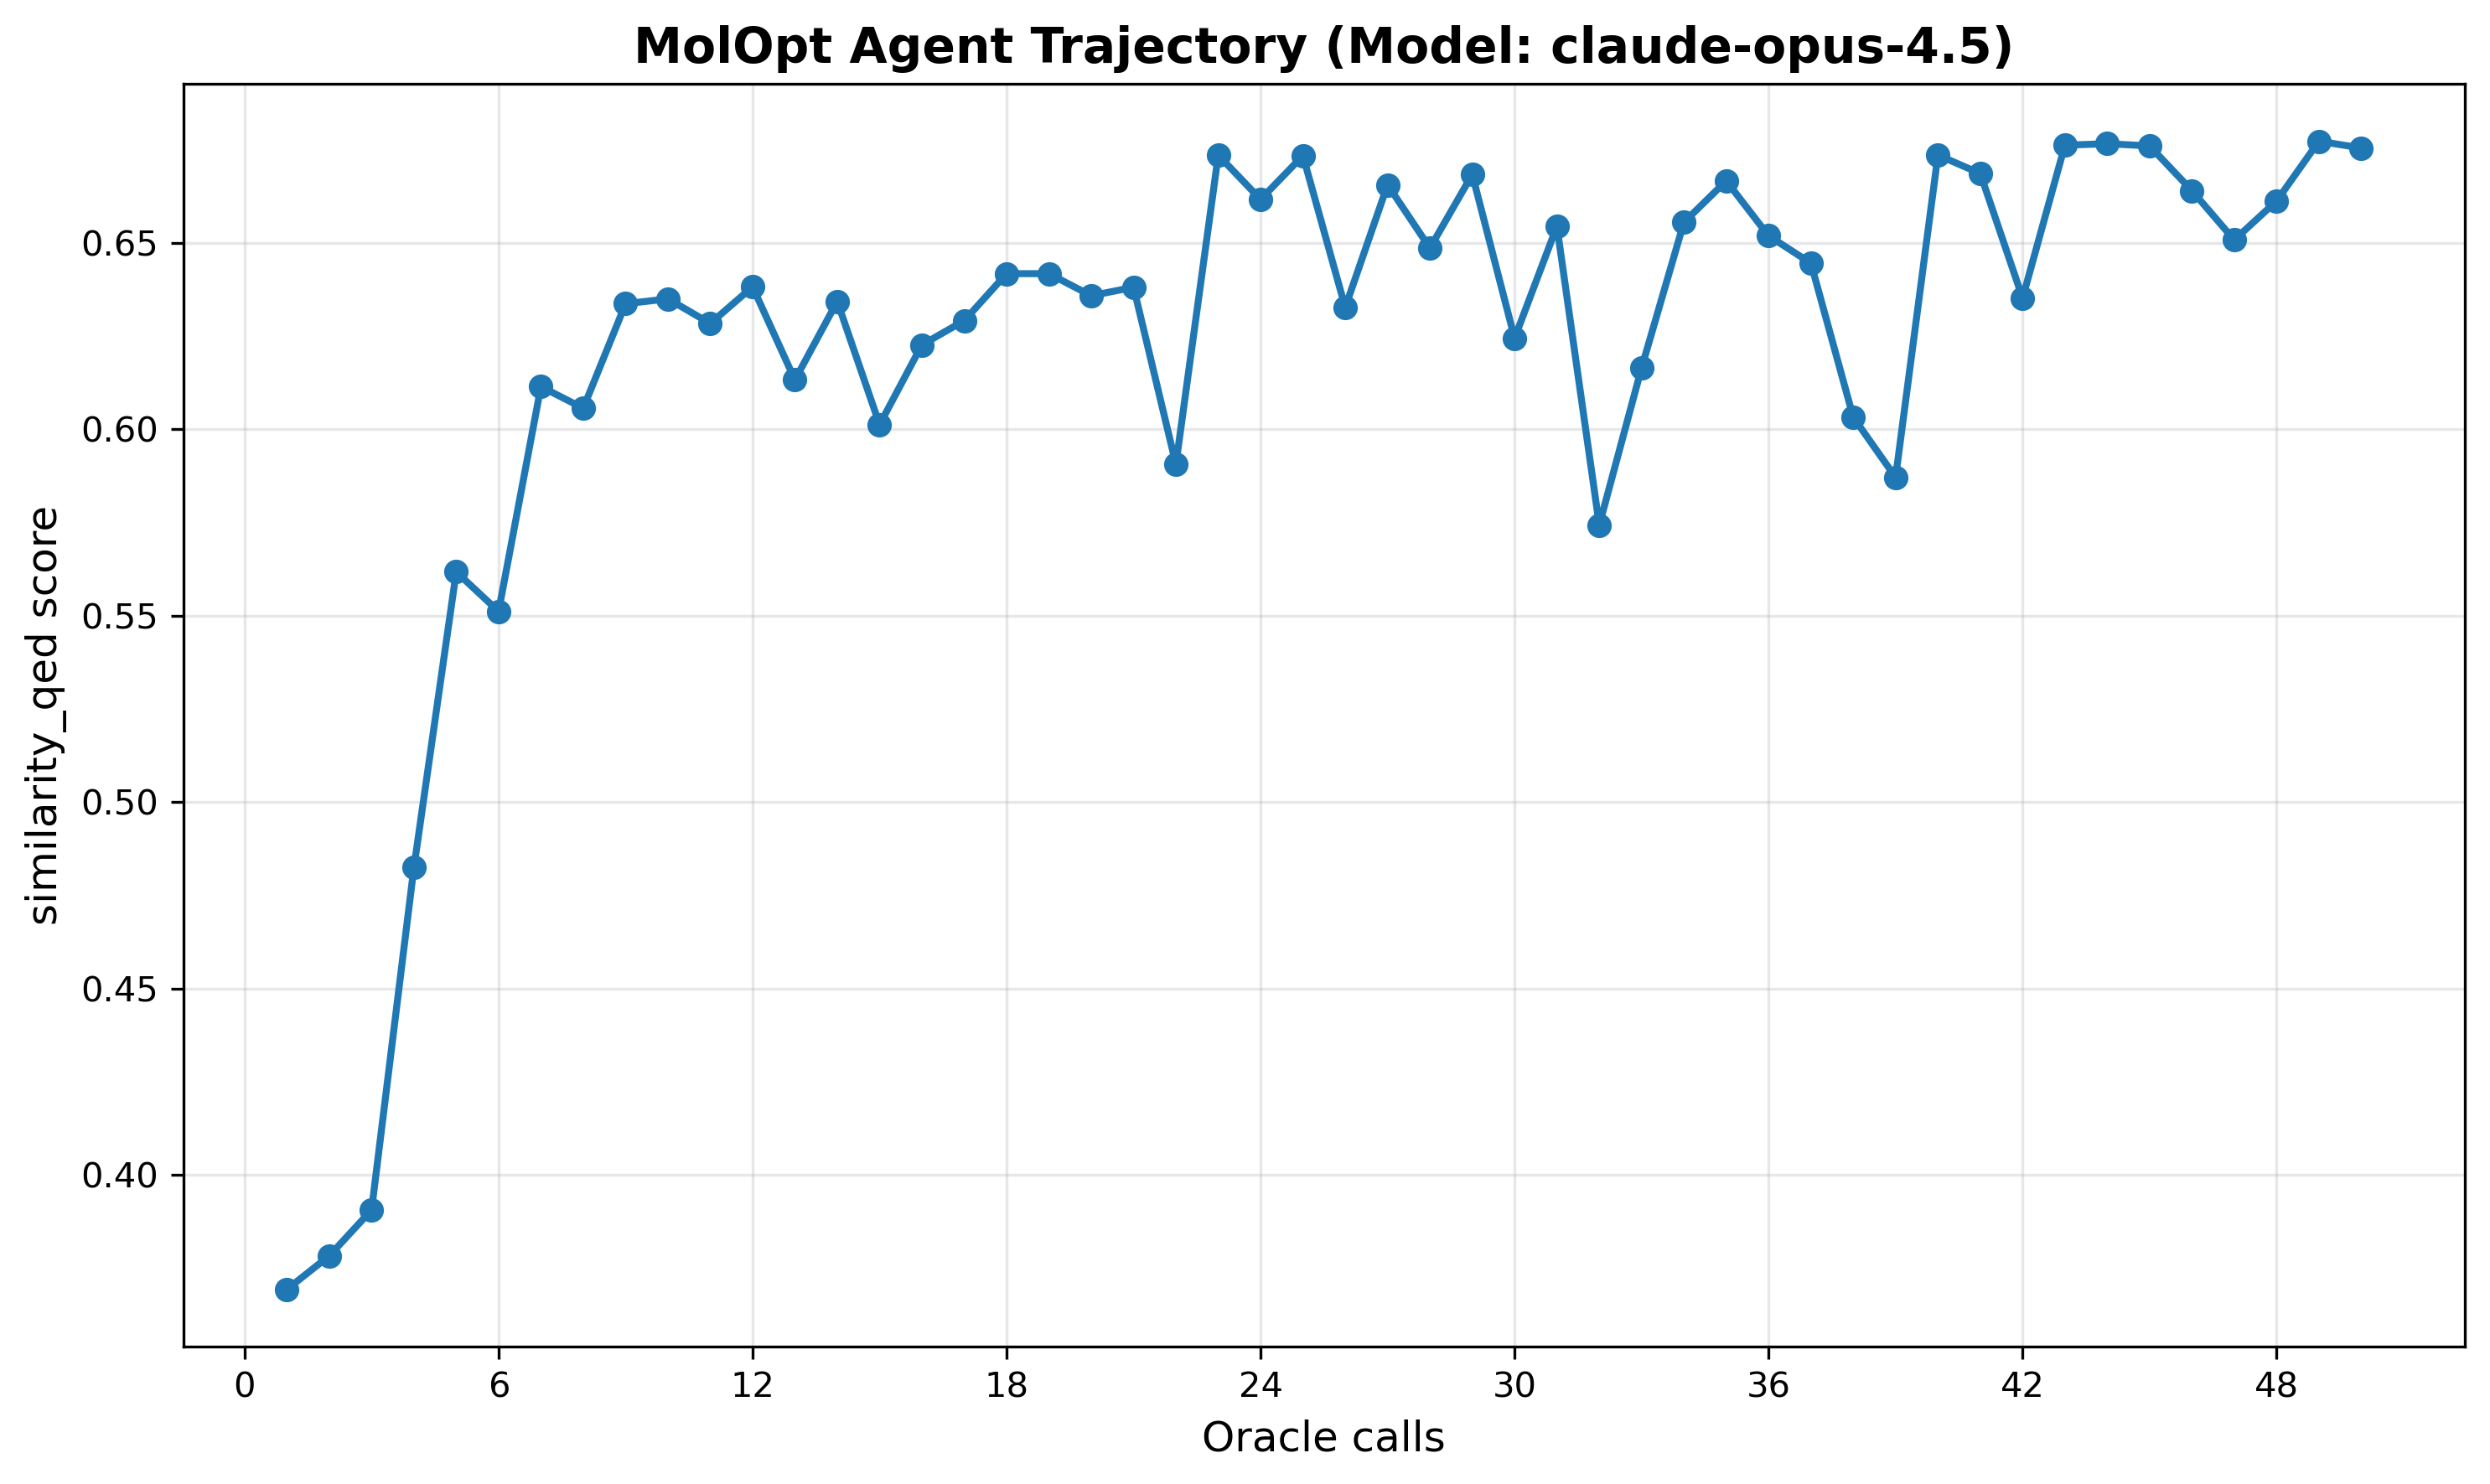 MolOpt Agent Trajectory (Model: claude-opus-4.5)
similarity_qed score
0.65
0.60
0.55
0.50
0.45
0.40
0 6 12 18 24 30 36 42 48
Oracle calls